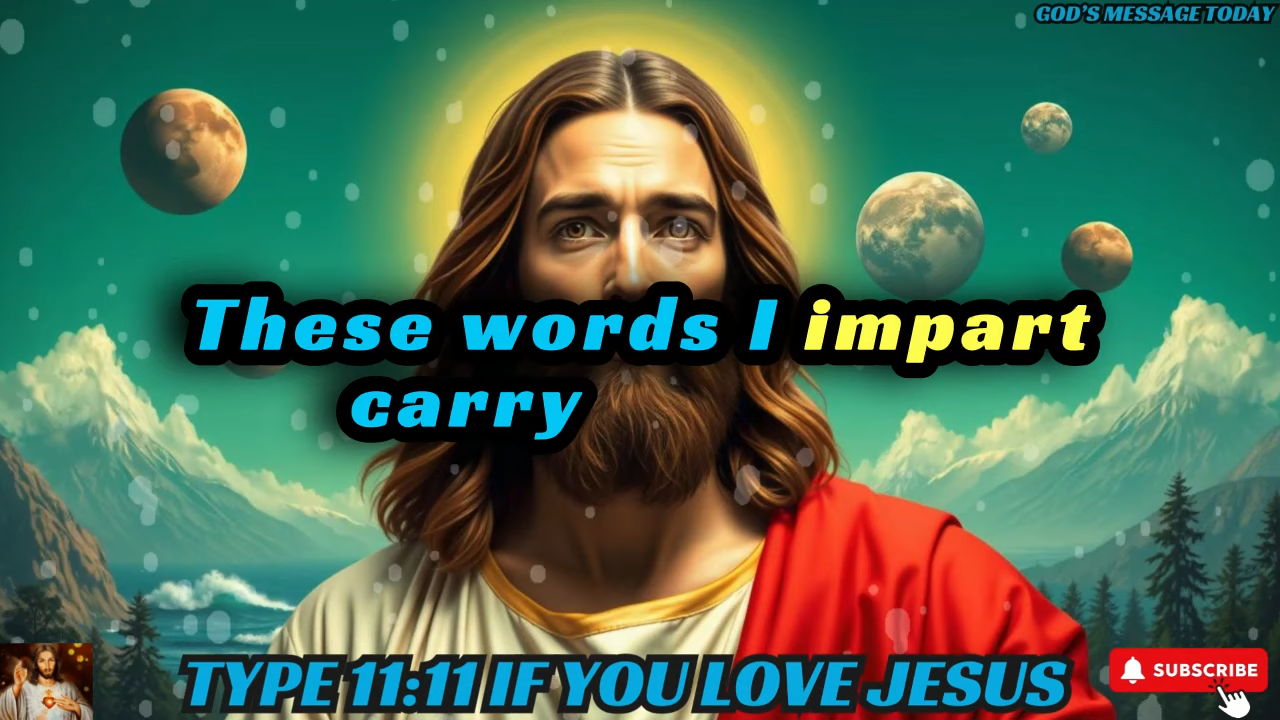 GOD'S MESSAGE TODAY
These words I impart
carry
TYPE 11:11 IF YOU LOVE JESUS
SUBSCRIBE